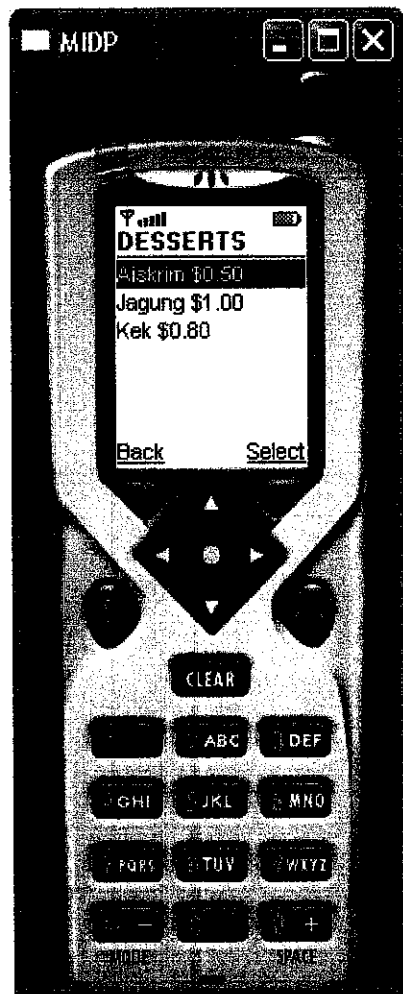 MIDP
DESSERTS
Aiskrim $0.50
Jagung $1.00
Kek $0.80
Back Select
CLEAR
ABC DEF
GHI JKL MNO
PQRS TUV WXYZ
- +
MODE SPACE